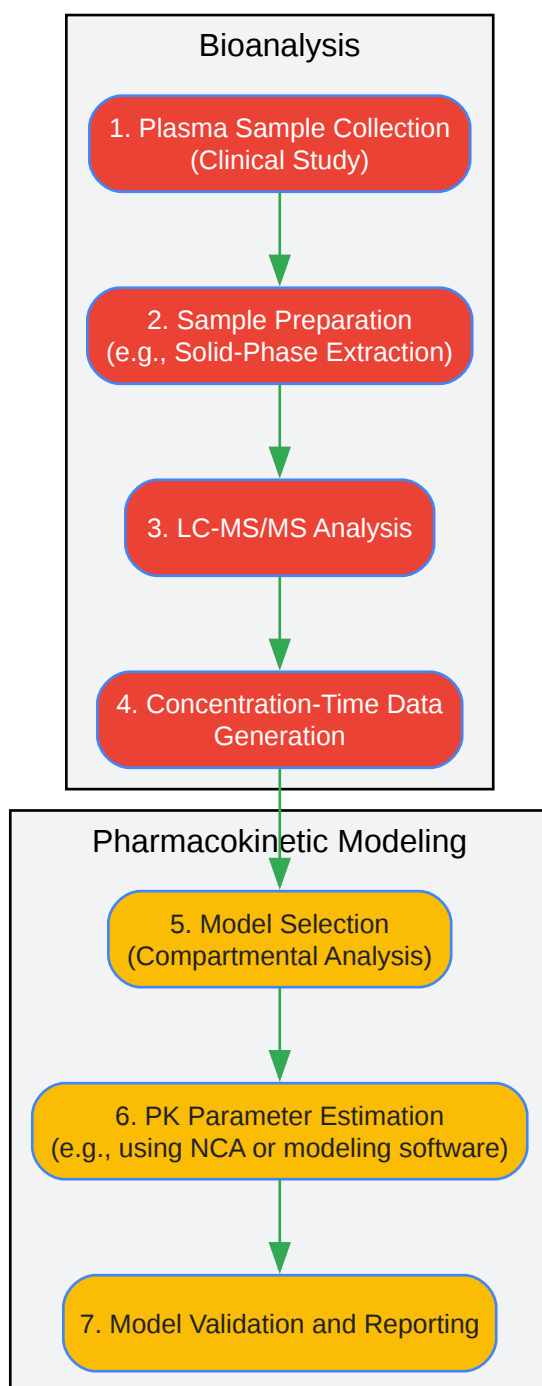 Bioanalysis
1. Plasma Sample Collection
(Clinical Study)
2. Sample Preparation
(e.g., Solid-Phase Extraction)
3. LC-MS/MS Analysis
4. Concentration-Time Data
Generation
Pharmacokinetic Modeling
5. Model Selection
(Compartmental Analysis)
6. PK Parameter Estimation
(e.g., using NCA or modeling software)
7. Model Validation and Reporting